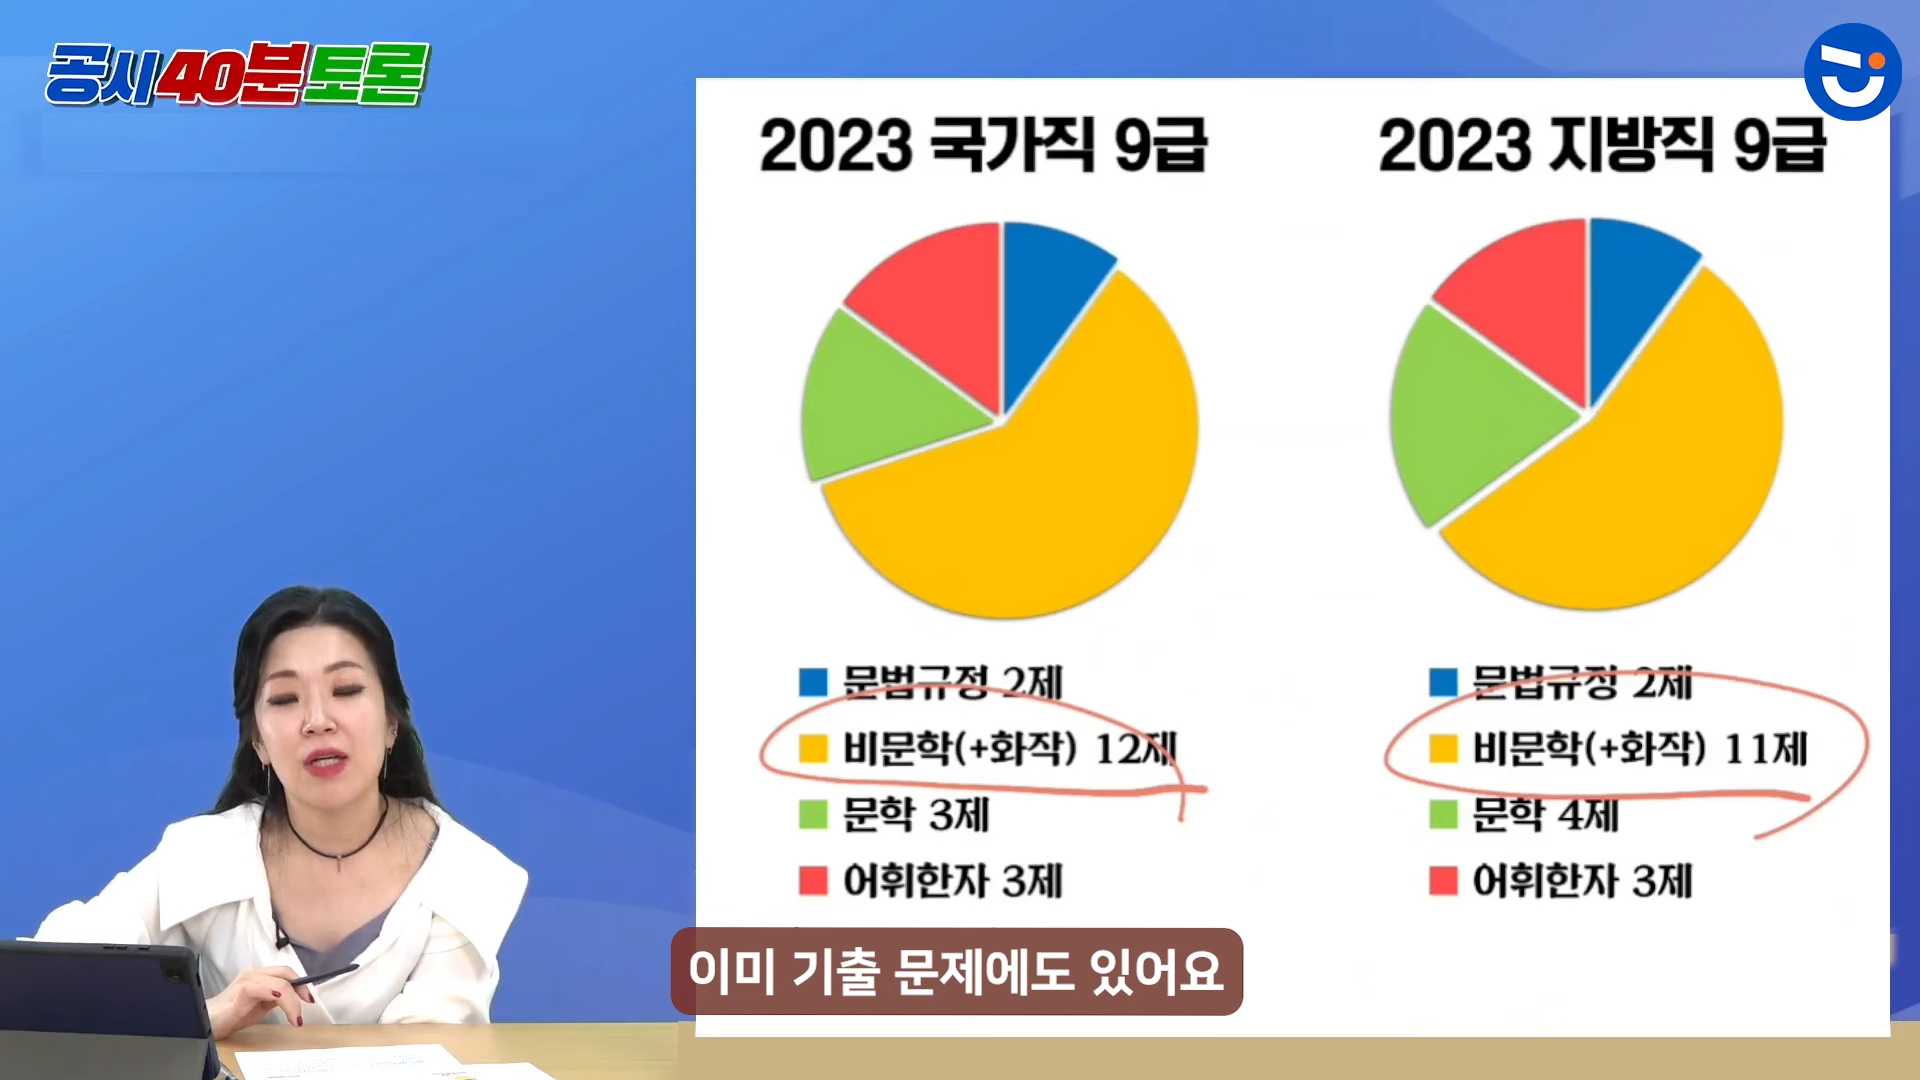 공시40분토론
2023 국가직 9급
2023 지방직 9급
문법규정 2제
비문학(+화작) 12제
문학 3제
어휘한자 3제
문법규정 2제
비문학(+화작) 11제
문학 4제
어휘한자 3제
이미 기출 문제에도 있어요